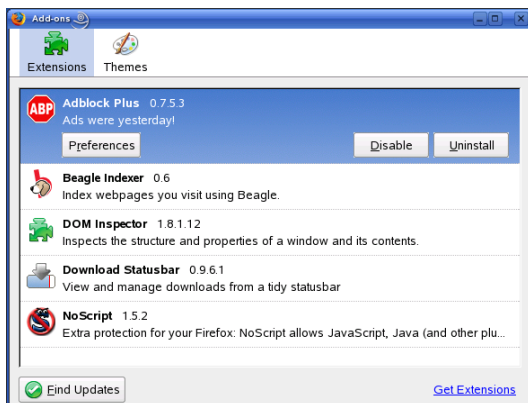 Add-ons
Extensions Themes
ABP
Adblock Plus 0.7.5.3
Ads were yesterday!
Preferences Disable Uninstall
Beagle Indexer 0.6
Index webpages you visit using Beagle.
DOM Inspector 1.8.1.12
Inspects the structure and properties of a window and its contents.
Download Statusbar 0.9.6.1
View and manage downloads from a tidy statusbar
NoScript 1.5.2
Extra protection for your Firefox: NoScript allows JavaScript, Java (and other plu...
Find Updates Get Extensions